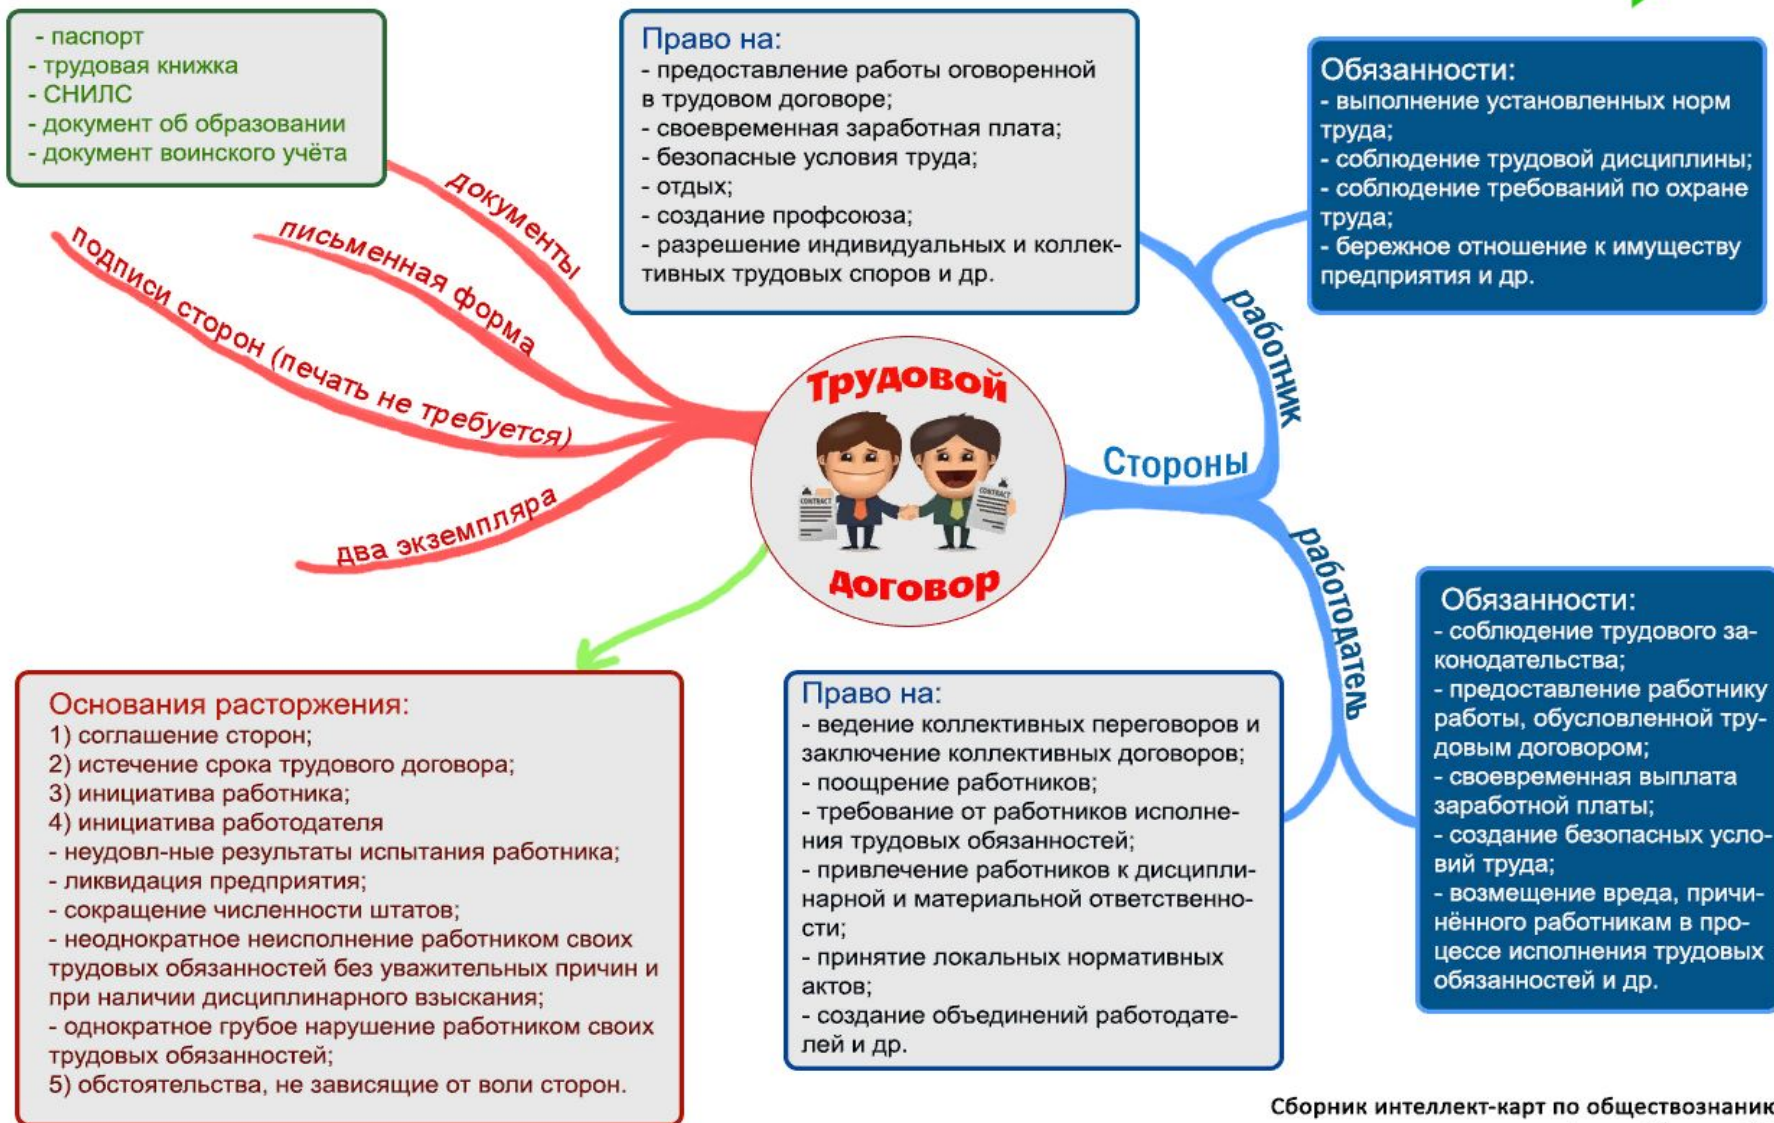 - паспорт
- трудовая книжка
- СНИЛС
- документ об образовании
- документ воинского учёта
документы
письменная форма
подписи сторон (печать не требуется)
два экземпляра
Право на:
- предоставление работы оговоренной
в трудовом договоре;
- своевременная заработная плата;
- безопасные условия труда;
- отдых;
- создание профсоюза;
- разрешение индивидуальных и коллек-
тивных трудовых споров и др.
Обязанности:
- выполнение установленных норм
труда;
- соблюдение трудовой дисциплины;
- соблюдение требований по охране
труда;
- бережное отношение к имуществу
предприятия и др.
работник
Трудовой
CONTRACT
CONTRACT
договор
Стороны
работодатель
Основания расторжения:
1) соглашение сторон;
2) истечение срока трудового договора;
3) инициатива работника;
4) инициатива работодателя
- неудовл-ные результаты испытания работника;
- ликвидация предприятия;
- сокращение численности штатов;
- неоднократное неисполнение работником своих
трудовых обязанностей без уважительных причин и
при наличии дисциплинарного взыскания;
- однократное грубое нарушение работником своих
трудовых обязанностей;
5) обстоятельства, не зависящие от воли сторон.
Право на:
- ведение коллективных переговоров и
заключение коллективных договоров;
- поощрение работников;
- требование от работников исполне-
ния трудовых обязанностей;
- привлечение работников к дисципли-
нарной и материальной ответственно-
сти;
- принятие локальных нормативных
актов;
- создание объединений работодате-
лей и др.
Обязанности:
- соблюдение трудового за-
конодательства;
- предоставление работнику
работы, обусловленной тру-
довым договором;
- своевременная выплата
заработной платы;
- создание безопасных усло-
вий труда;
- возмещение вреда, причи-
нённого работникам в про-
цессе исполнения трудовых
обязанностей и др.
Сборник интеллект-карт по обществознанию